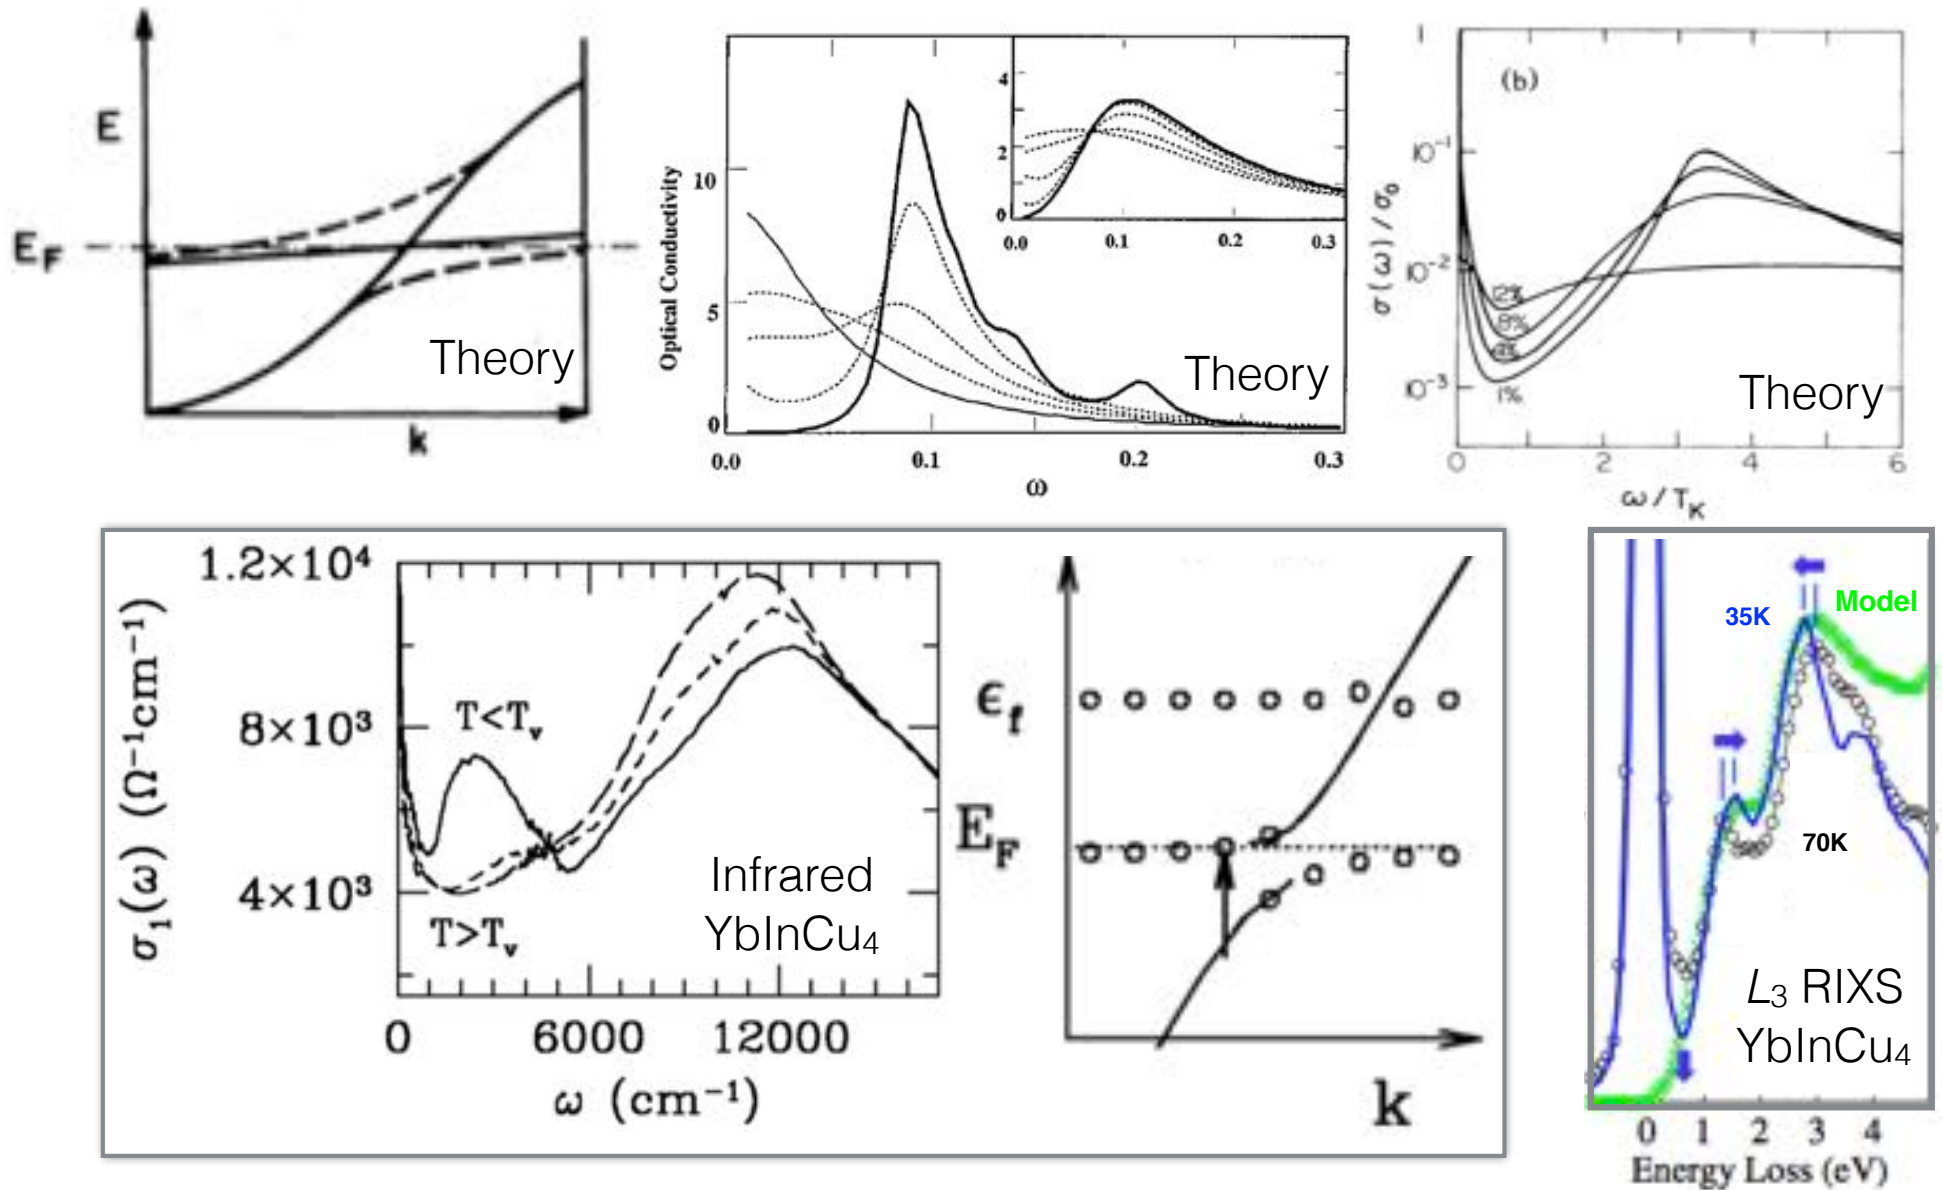 E
E_F
k
Theory
Optical Conductivity
10
5
0
0.0 0.1 0.2 0.3
ω
4
2
0
0.0 0.1 0.2 0.3
Theory
(b)
σ(ω)/σ₀
1
10⁻¹
10⁻²
10⁻³
12%
8%
4%
1%
0 2 4 6
ω/T_K
Theory
σ₁(ω) (Ω⁻¹cm⁻¹)
1.2×10⁴
8×10³
4×10³
T<Tᵥ
T>Tᵥ
Infrared
YbInCu₄
0 6000 12000
ω (cm⁻¹)
ϵ_f
E_F
k
35K
Model
70K
L₃ RIXS
YbInCu₄
0 1 2 3 4
Energy Loss (eV)